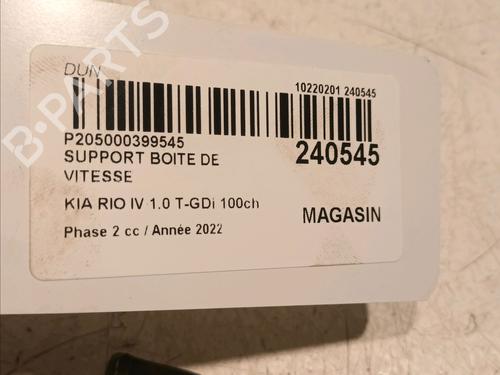 DUN
10220201 240545
P205000399545
240545
SUPPORT BOITE DE
VITESSE
KIA RIO IV 1.0 T-GDi 100ch
MAGASIN
Phase 2 cc / Année 2022
B-PARTS